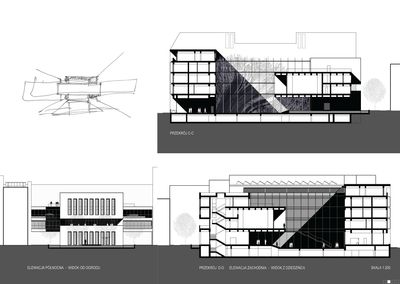 PRZEKRÓJ C-C
ELEWACJA PÓŁNOCNA - WIDOK OD OGRODU
PRZEKRÓJ D-D ELEWACJA ZACHODNIA - WIDOK Z DZIEDZIŃCA
SKALA 1:200